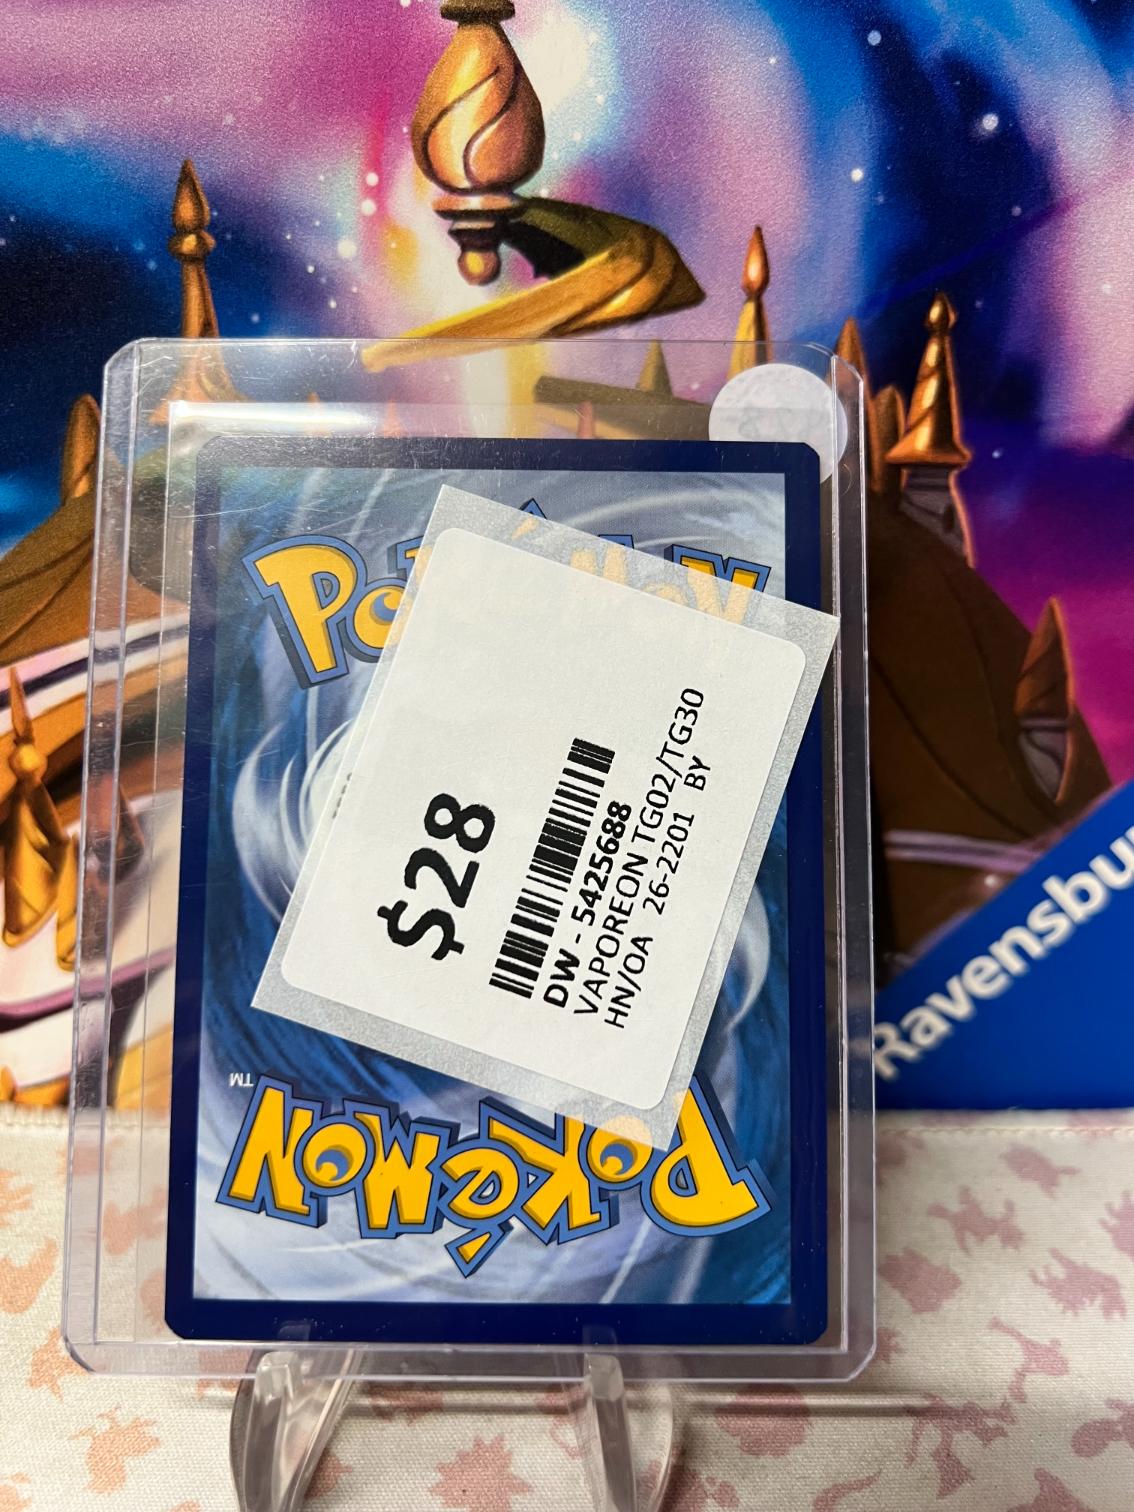 Pokémon
$28
DW - 5425688
VAPOREON TG02/TG30
HN/OA 26-2201 BY
Pokémon
TM
Ravensbu